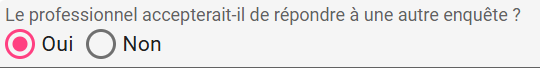 Le professionnel accepterait-il de répondre à une autre enquête ?
Oui Non